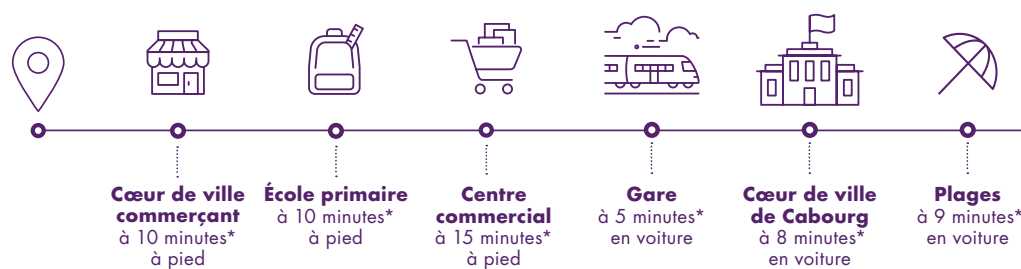 Cœur de ville
commerçant
à 10 minutes*
à pied
École primaire
à 10 minutes*
à pied
Centre
commercial
à 15 minutes*
à pied
Gare
à 5 minutes*
en voiture
Cœur de ville
de Cabourg
à 8 minutes*
en voiture
Plages
à 9 minutes*
en voiture